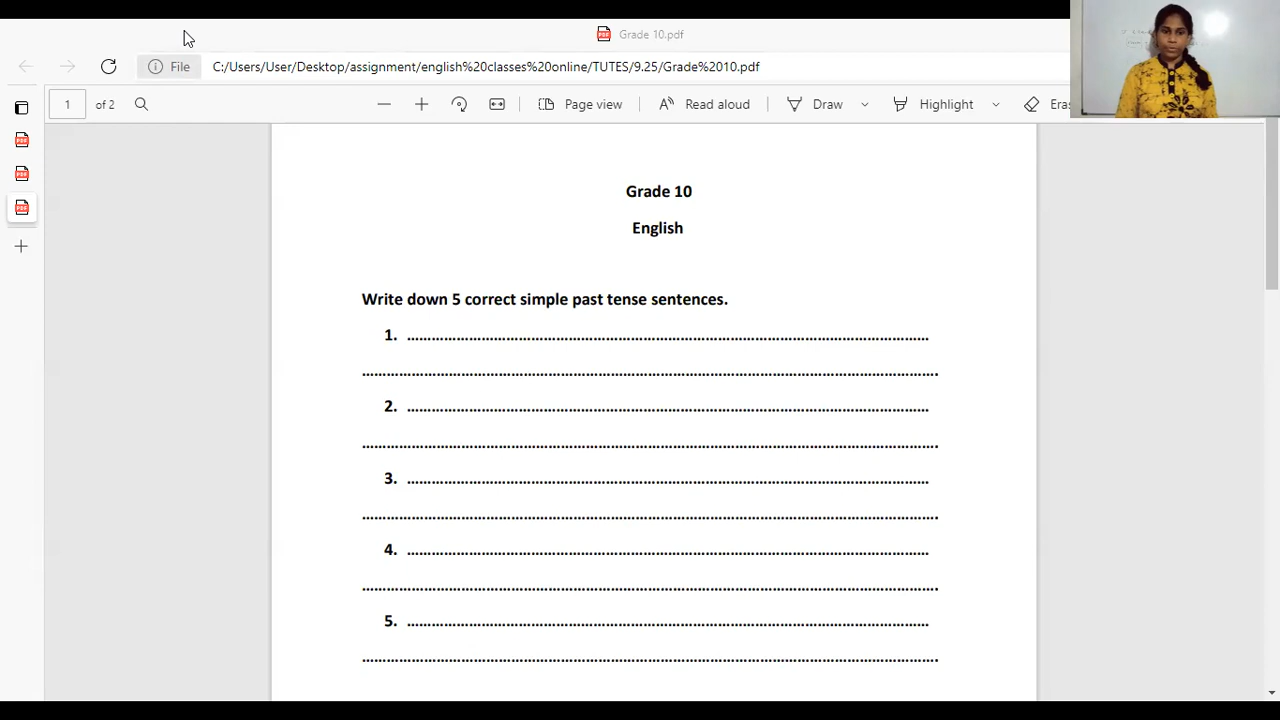 Grade 10.pdf
File C:/Users/User/Desktop/assignment/english%20classes%20online/TUTES/9.25/Grade%2010.pdf
1 of 2 Page view Read aloud Draw Highlight
Grade 10
English
Write down 5 correct simple past tense sentences.
1. ……………………………………………………………………………………………………………
…………………………………………………………………………………………………………………….
2. ……………………………………………………………………………………………………………
…………………………………………………………………………………………………………………….
3. ……………………………………………………………………………………………………………
…………………………………………………………………………………………………………………….
4. ……………………………………………………………………………………………………………
…………………………………………………………………………………………………………………….
5. ……………………………………………………………………………………………………………
…………………………………………………………………………………………………………………….